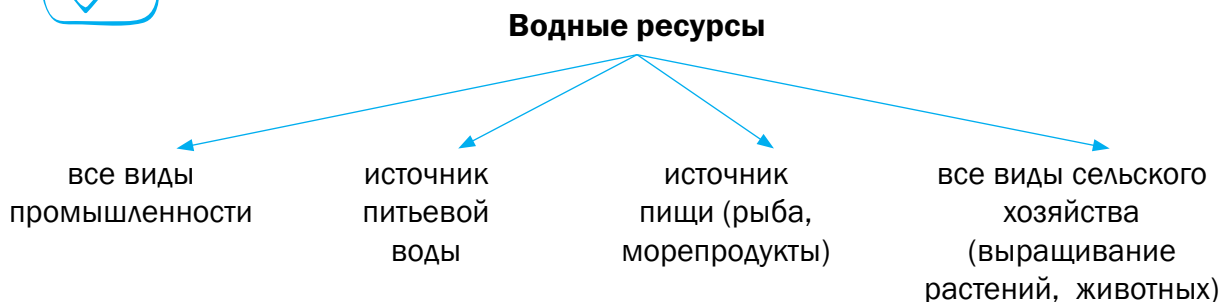 Водные ресурсы
все виды
промышленности
источник
питьевой
воды
источник
пищи (рыба,
морепродукты)
все виды сельского
хозяйства
(выращивание
растений, животных)